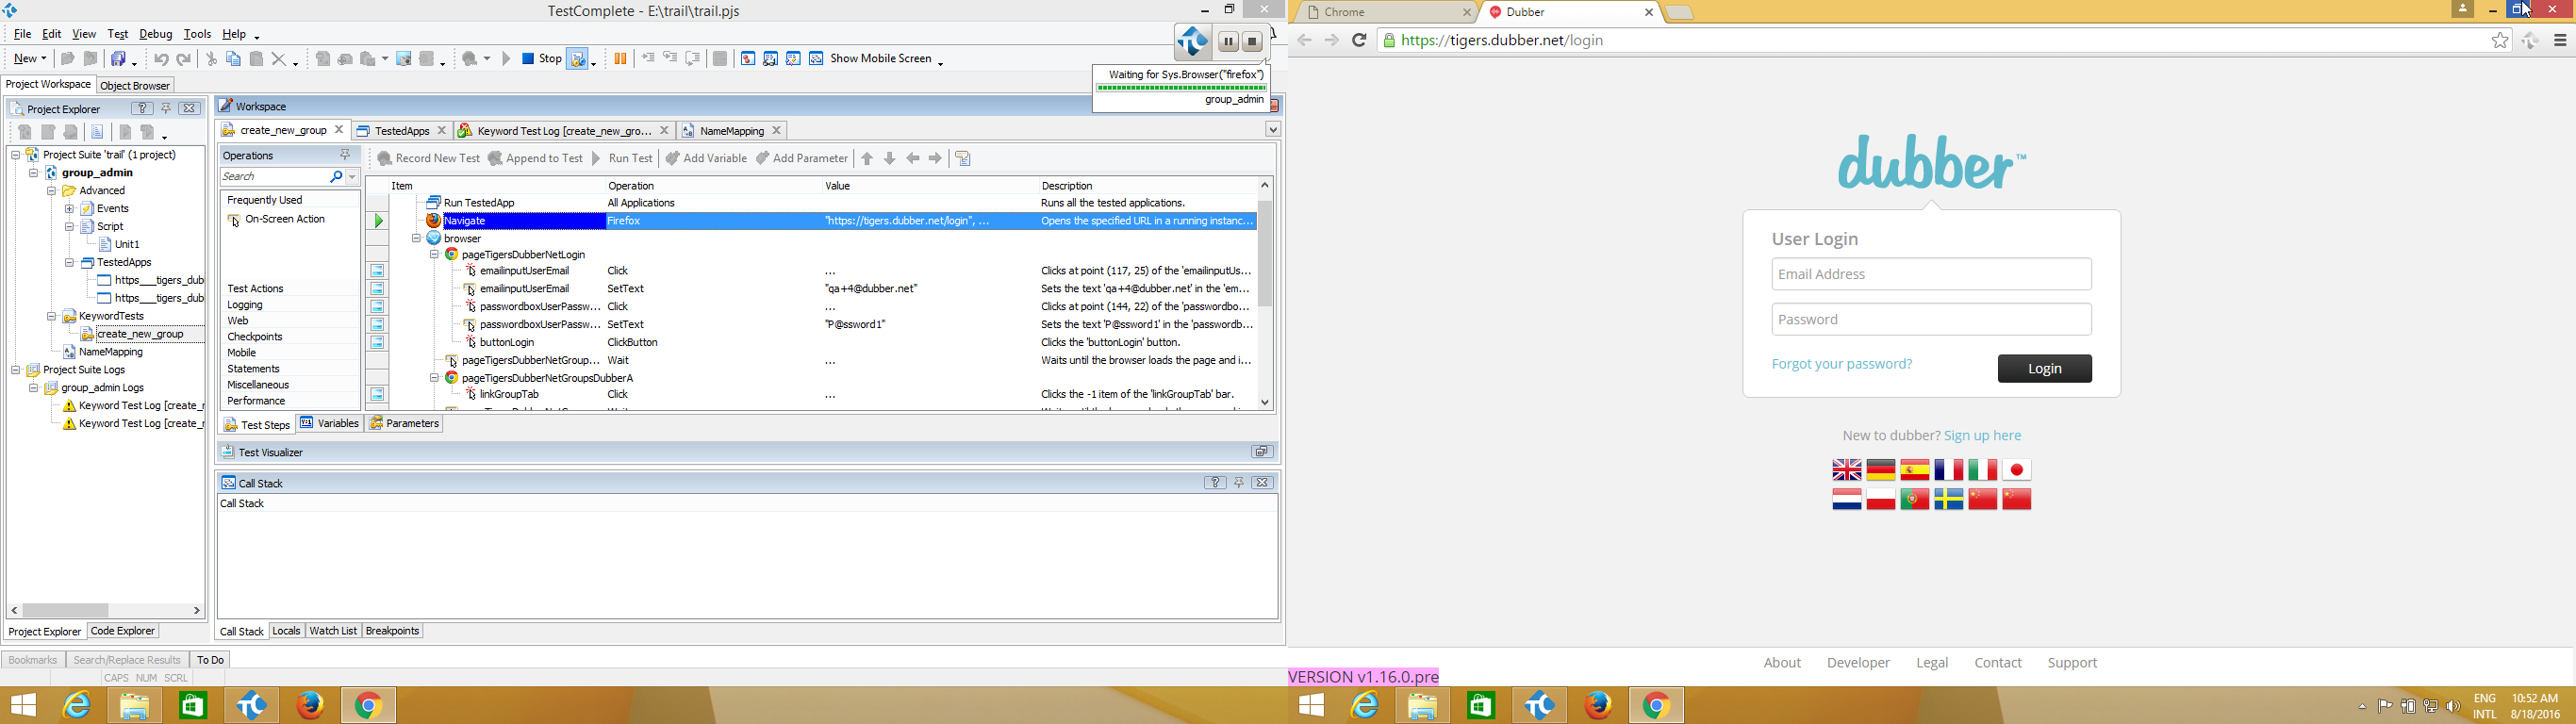 TestComplete - E:\trail\trail.pjs
File Edit View Test Debug Tools Help
New Stop Show Mobile Screen
Waiting for Sys.Browser("firefox")
group_admin
Project Workspace Object Browser
Project Explorer
Project Suite 'trail' (1 project)
group_admin
Advanced
Events
Script
Unit1
TestedApps
https___tigers_dub
https___tigers_dub
KeywordTests
create_new_group
NameMapping
Project Suite Logs
group_admin Logs
Keyword Test Log [create_r
Keyword Test Log [create_r
Project Explorer Code Explorer
Workspace
create_new_group TestedApps Keyword Test Log [create_new_gro... NameMapping
Operations
Search
Frequently Used
On-Screen Action
Test Actions
Logging
Web
Checkpoints
Mobile
Statements
Miscellaneous
Performance
Record New Test Append to Test Run Test Add Variable Add Parameter
Item Operation Value Description
Run TestedApp All Applications Runs all the tested applications.
Navigate Firefox "https://tigers.dubber.net/login", ... Opens the specified URL in a running instanc...
browser
pageTigersDubberNetLogin
emailinputUserEmail Click ... Clicks at point (117, 25) of the 'emailinputUs...
emailinputUserEmail SetText "qa+4@dubber.net" Sets the text 'qa+4@dubber.net' in the 'em...
passwordboxUserPassw... Click ... Clicks at point (144, 22) of the 'passwordbo...
passwordboxUserPassw... SetText "P@ssword1" Sets the text 'P@ssword1' in the 'passwordb...
buttonLogin ClickButton Clicks the 'buttonLogin' button.
pageTigersDubberNetGroup... Wait ... Waits until the browser loads the page and i...
pageTigersDubberNetGroupsDubberA
linkGroupTab Click ... Clicks the -1 item of the 'linkGroupTab' bar.
Test Steps Variables Parameters
Test Visualizer
Call Stack
Call Stack
Call Stack Locals Watch List Breakpoints
Bookmarks Search/Replace Results To Do
CAPS NUM SCRL
Chrome Dubber
https://tigers.dubber.net/login
dubber™
User Login
Email Address
Password
Forgot your password? Login
New to dubber? Sign up here
About Developer Legal Contact Support
VERSION v1.16.0.pre
ENG 10:52 AM
INTL 8/18/2016